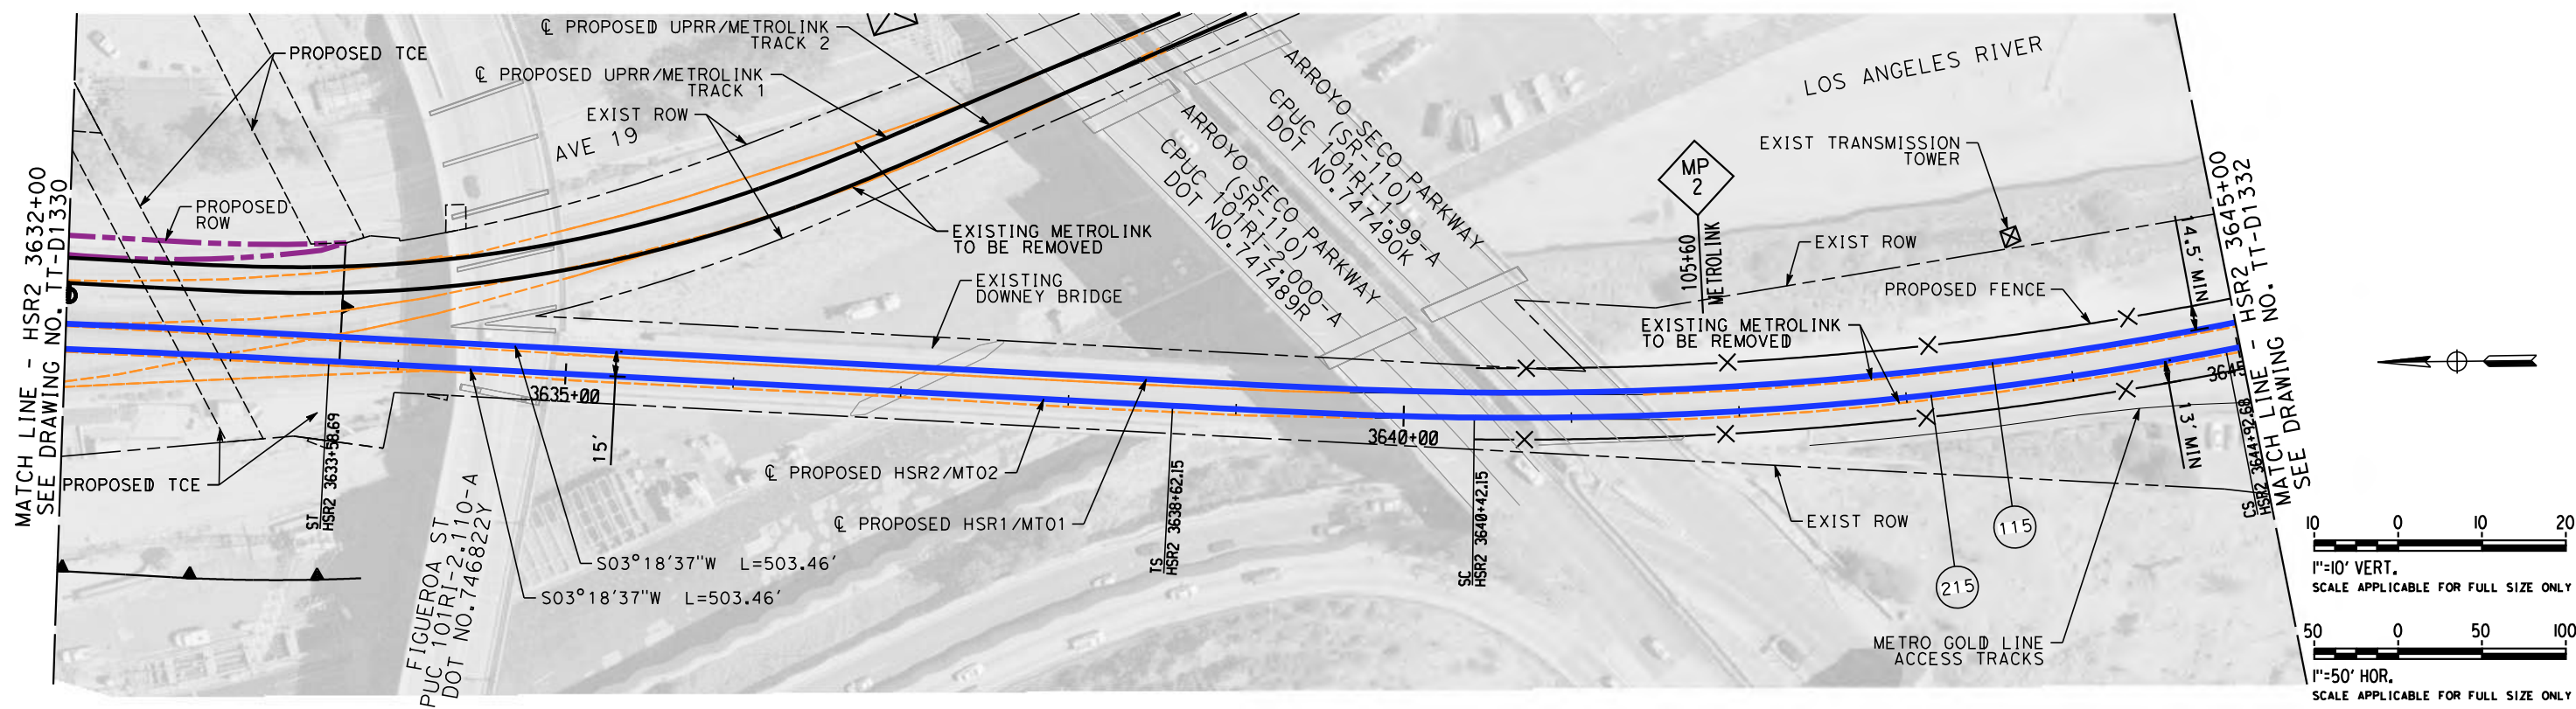 MATCH LINE - HSR2 3632+00
SEE DRAWING NO. TT-D1330
PROPOSED TCE
PROPOSED
ROW
PROPOSED TCE
ST
HSR2 3633+58.69
FIGUEROA ST
PUC 101RI-2.110-A
DOT NO.746822Y
℄ PROPOSED UPRR/METROLINK
TRACK 2
℄ PROPOSED UPRR/METROLINK
TRACK 1
EXIST ROW
AVE 19
EXISTING METROLINK
TO BE REMOVED
EXISTING
DOWNEY BRIDGE
3635+00
15'
℄ PROPOSED HSR2/MT02
℄ PROPOSED HSR1/MT01
S03°18'37"W L=503.46'
S03°18'37"W L=503.46'
TS
HSR2 3638+62.15
ARROYO SECO PARKWAY
(SR-110)
CPUC 101RI-1.99-A
DOT NO.747490K
ARROYO SECO PARKWAY
(SR-110)
CPUC 101RI-2.000-A
DOT NO.747489R
3640+00
SC
HSR2 3640+42.15
LOS ANGELES RIVER
MP
2
105+60
METROLINK
EXIST TRANSMISSION
TOWER
EXIST ROW
PROPOSED FENCE
EXISTING METROLINK
TO BE REMOVED
14.5' MIN
13' MIN
3645
EXIST ROW
115
215
METRO GOLD LINE
ACCESS TRACKS
CS
HSR2 3644+92.68
MATCH LINE - HSR2 3645+00
SEE DRAWING NO. TT-D1332
10 0 10 20
1"=10' VERT.
SCALE APPLICABLE FOR FULL SIZE ONLY
50 0 50 100
1"=50' HOR.
SCALE APPLICABLE FOR FULL SIZE ONLY